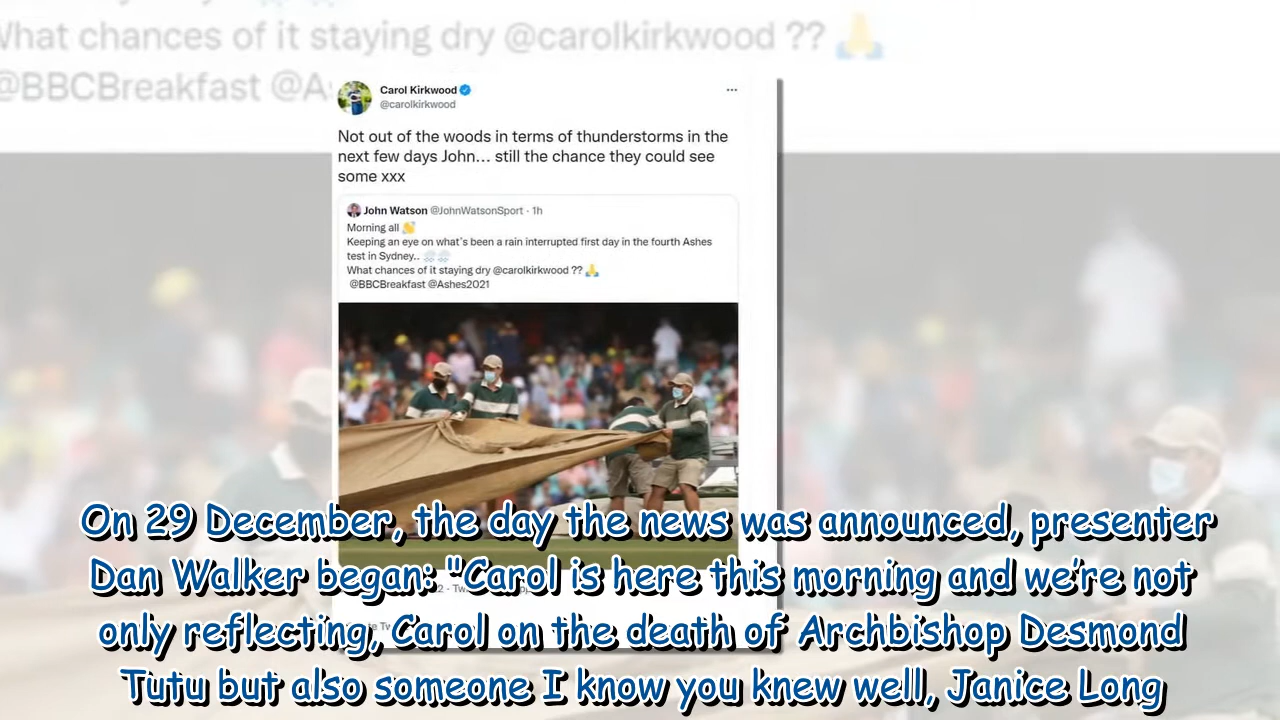 What chances of it staying dry @carolkirkwood ?? 🙏
@BBCBreakfast @As
Carol Kirkwood
@carolkirkwood
Not out of the woods in terms of thunderstorms in the
next few days John... still the chance they could see
some xxx
John Watson @JohnWatsonSport · 1h
Morning all 👋
Keeping an eye on what's been a rain interrupted first day in the fourth Ashes
test in Sydney.. 🌧️🌧️
What chances of it staying dry @carolkirkwood ?? 🙏
@BBCBreakfast @Ashes2021
On 29 December, the day the news was announced, presenter
Dan Walker began: "Carol is here this morning and we're not
only reflecting, Carol on the death of Archbishop Desmond
Tutu but also someone I know you knew well, Janice Long